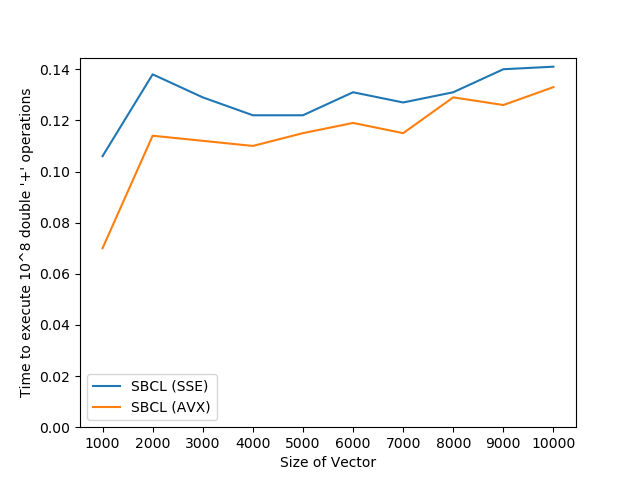 Time to execute 10^8 double '+' operations
0.14
0.12
0.10
0.08
0.06
0.04
0.02
0.00
SBCL (SSE)
SBCL (AVX)
1000 2000 3000 4000 5000 6000 7000 8000 9000 10000
Size of Vector